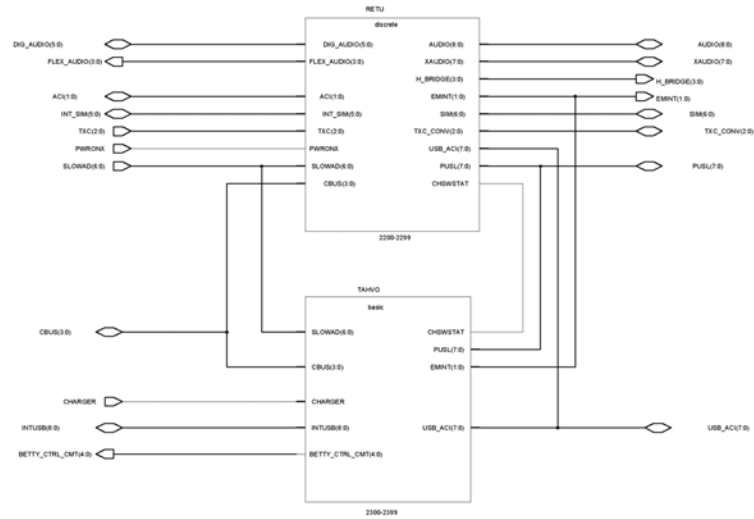 RETU
discrete
DIG_AUDIO(5:0) DIG_AUDIO(5:0) AUDIO(8:0) AUDIO(8:0)
FLEX_AUDIO(3:0) FLEX_AUDIO(3:0) XAUDIO(7:0) XAUDIO(7:0)
H_BRIDGE(3:0) H_BRIDGE(3:0)
ACI(1:0) ACI(1:0) EMINT(1:0) EMINT(1:0)
INT_SIM(5:0) INT_SIM(5:0) SIM(6:0) SIM(6:0)
TXC(2:0) TXC(2:0) TXC_CONV(2:0) TXC_CONV(2:0)
PWRONX PWRONX USB_ACI(7:0)
SLOWAD(6:0) SLOWAD(6:0) PUSL(7:0) PUSL(7:0)
CBUS(3:0) CHSWSTAT
2200-2299
TAHVO
basic
CBUS(3:0) SLOWAD(6:0) CHSWSTAT
PUSL(7:0)
CBUS(3:0) EMINT(1:0)
CHARGER CHARGER
INTUSB(8:0) INTUSB(8:0) USB_ACI(7:0) USB_ACI(7:0)
BETTY_CTRL_CMT(4:0) BETTY_CTRL_CMT(4:0)
2300-2399